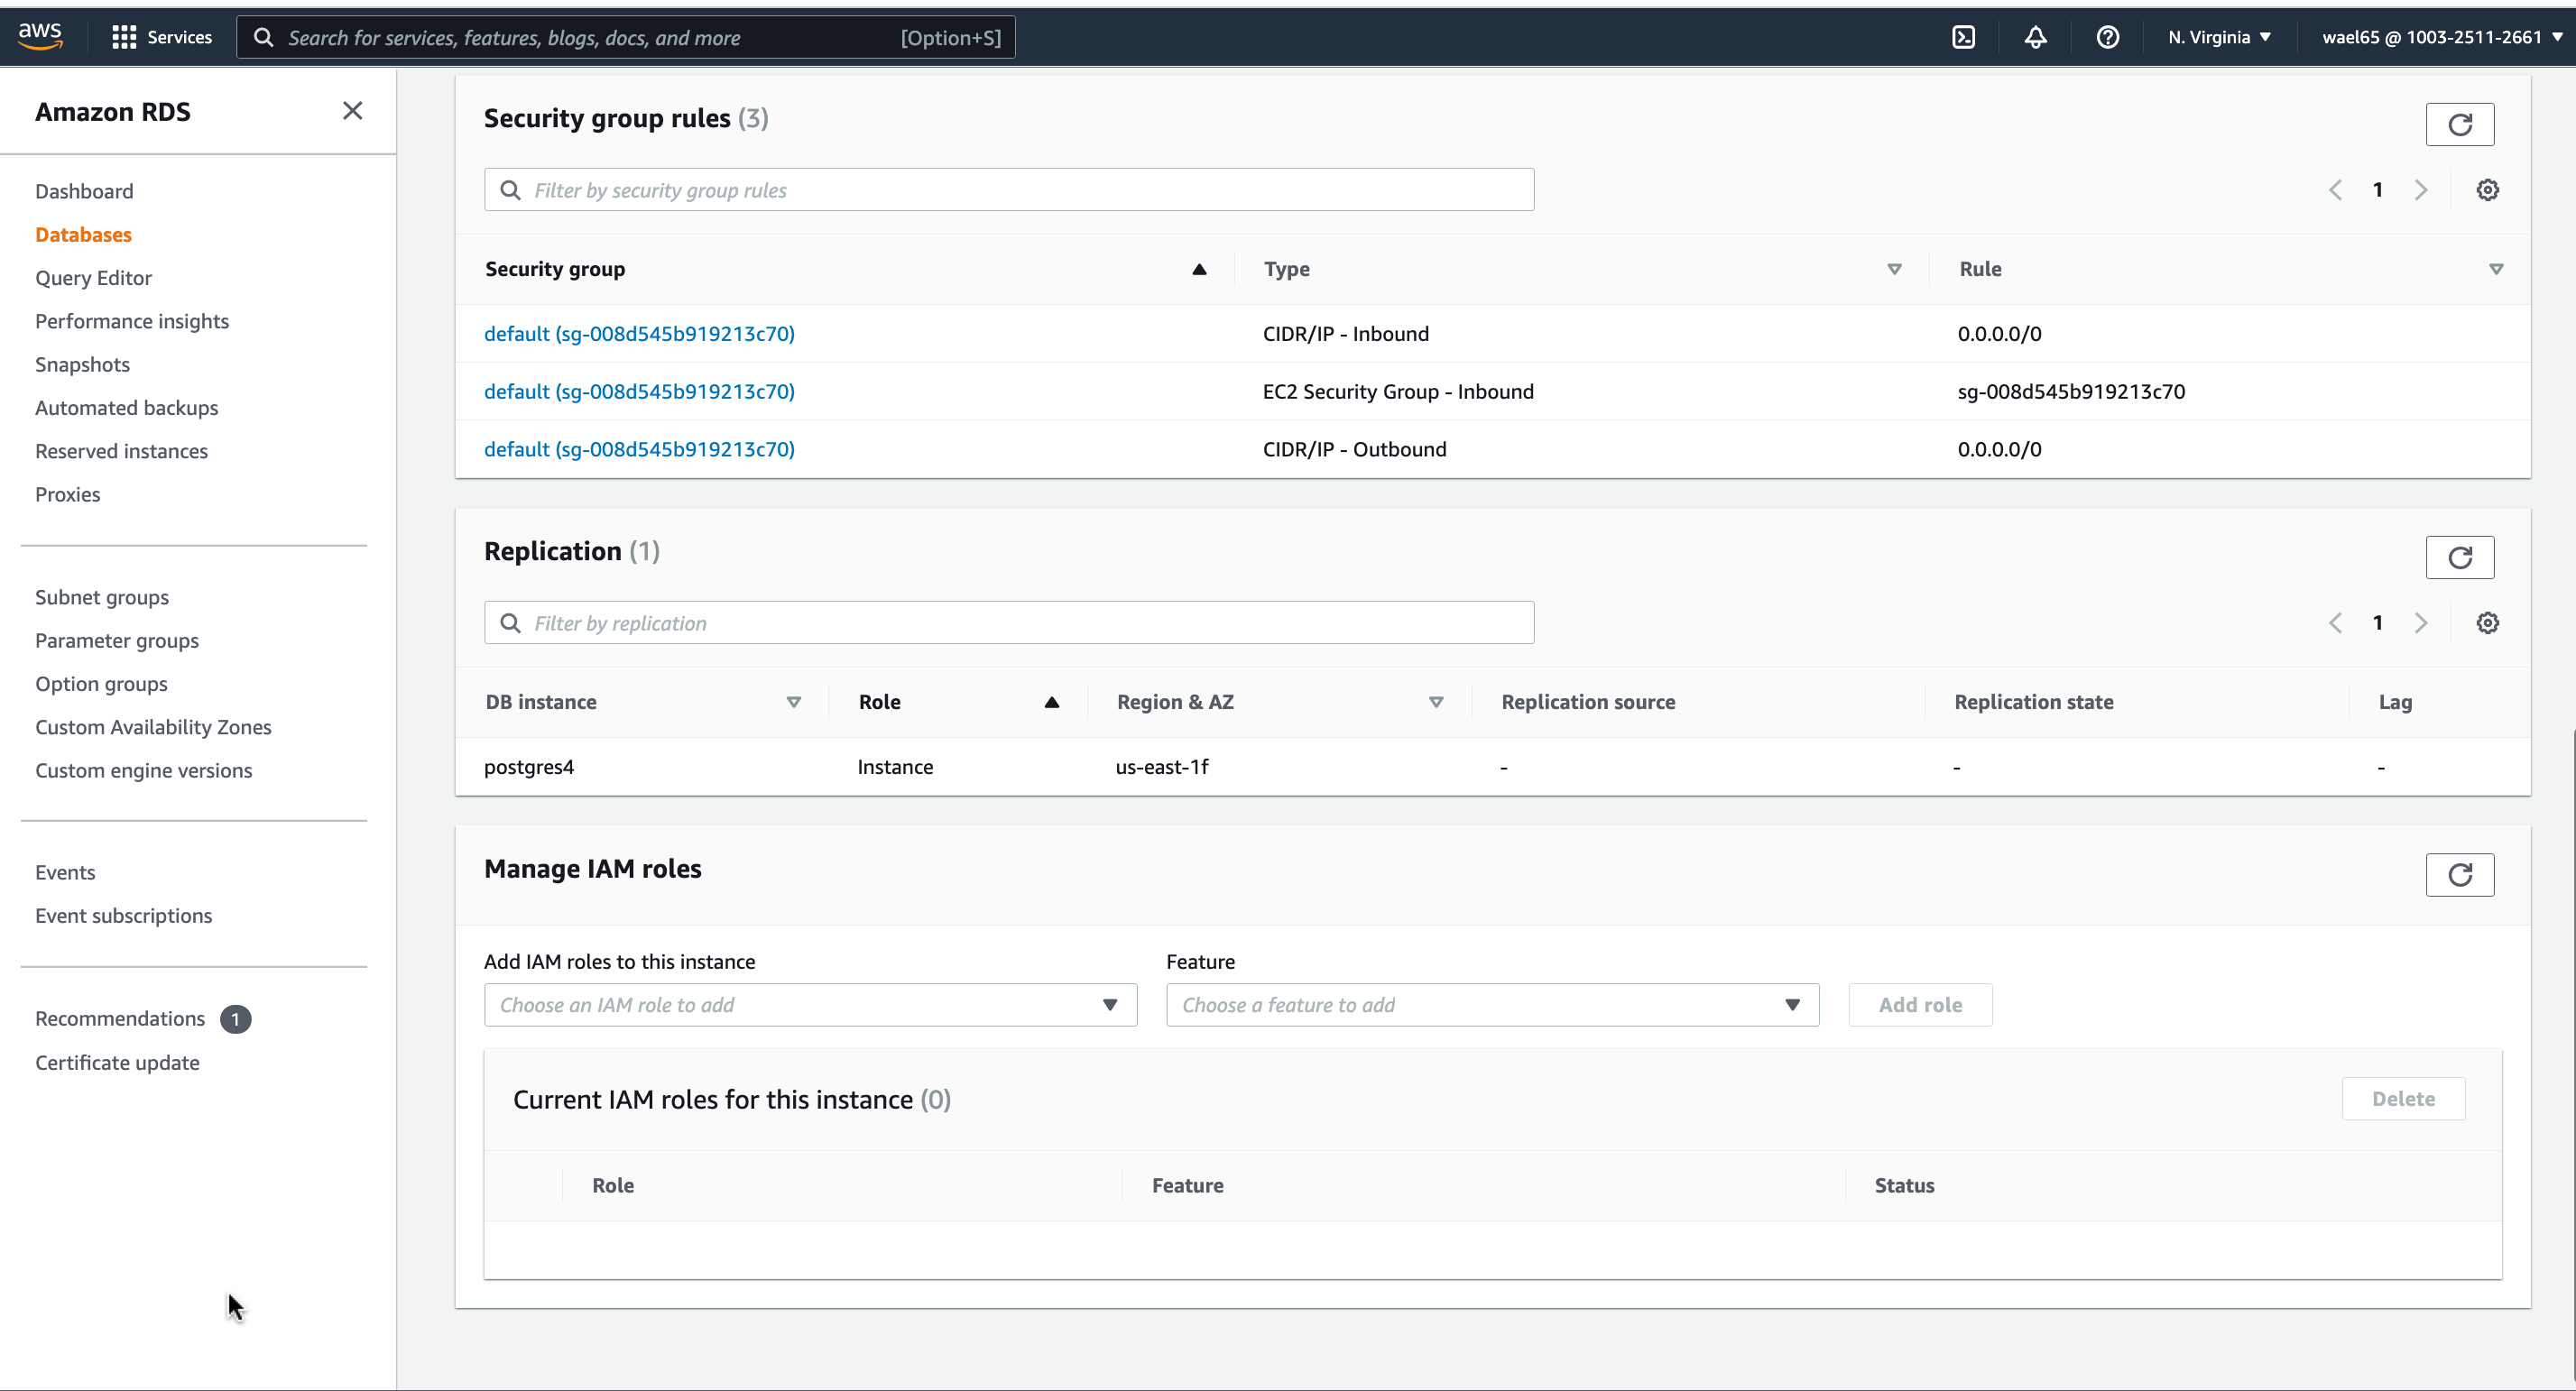 aws
Services
Search for services, features, blogs, docs, and more [Option+S]
N. Virginia
wael65 @ 1003-2511-2661
Amazon RDS
Dashboard
Databases
Query Editor
Performance insights
Snapshots
Automated backups
Reserved instances
Proxies
Subnet groups
Parameter groups
Option groups
Custom Availability Zones
Custom engine versions
Events
Event subscriptions
Recommendations 1
Certificate update
Security group rules (3)
Filter by security group rules
1
Security group Type Rule
default (sg-008d545b919213c70) CIDR/IP - Inbound 0.0.0.0/0
default (sg-008d545b919213c70) EC2 Security Group - Inbound sg-008d545b919213c70
default (sg-008d545b919213c70) CIDR/IP - Outbound 0.0.0.0/0
Replication (1)
Filter by replication
1
DB instance Role Region & AZ Replication source Replication state Lag
postgres4 Instance us-east-1f - - -
Manage IAM roles
Add IAM roles to this instance Feature
Choose an IAM role to add Choose a feature to add Add role
Current IAM roles for this instance (0) Delete
Role Feature Status